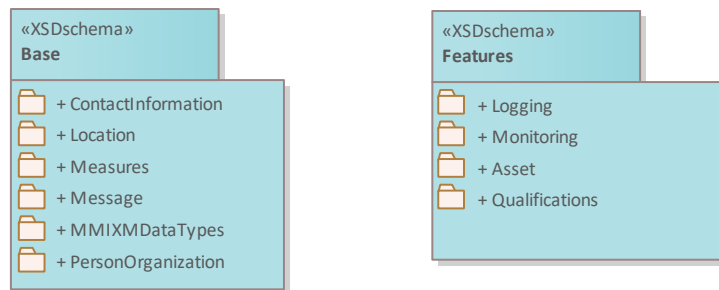 «XSDschema»
Base
+ ContactInformation
+ Location
+ Measures
+ Message
+ MMIXMDataTypes
+ PersonOrganization
«XSDschema»
Features
+ Logging
+ Monitoring
+ Asset
+ Qualifications